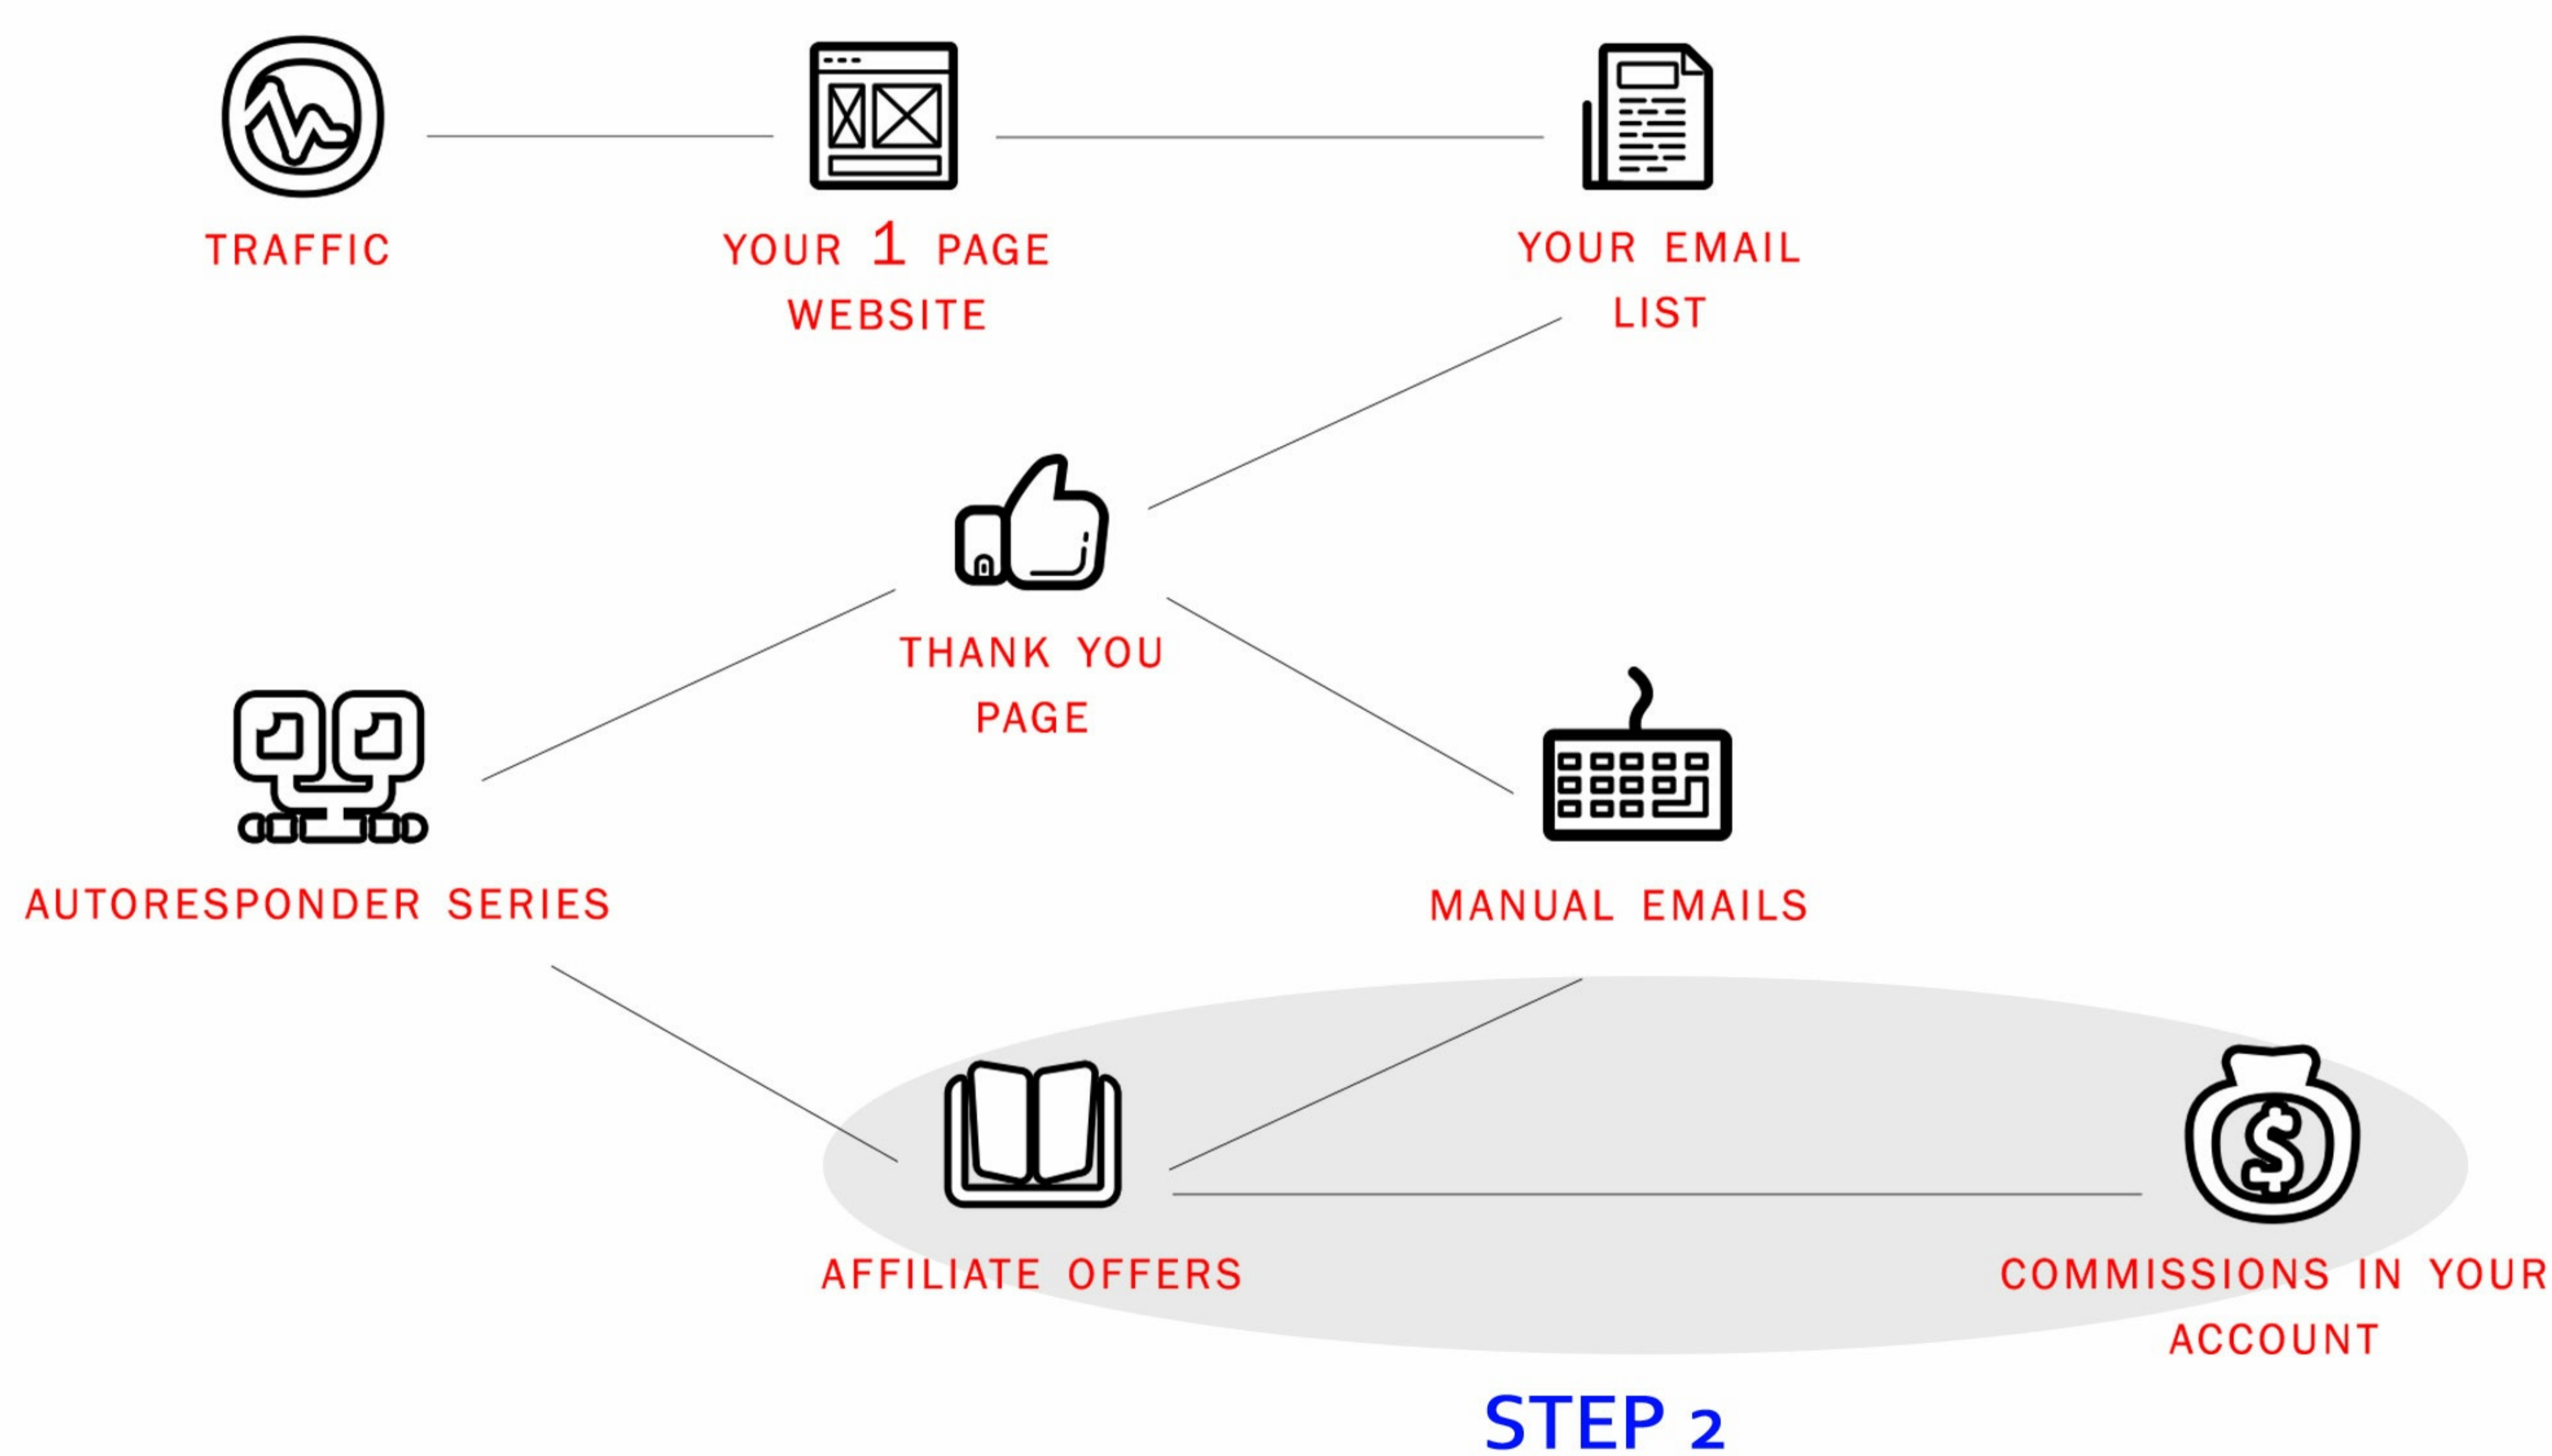 TRAFFIC
YOUR 1 PAGE
WEBSITE
YOUR EMAIL
LIST
THANK YOU
PAGE
AUTORESPONDER SERIES
MANUAL EMAILS
AFFILIATE OFFERS
COMMISSIONS IN YOUR
ACCOUNT
STEP 2